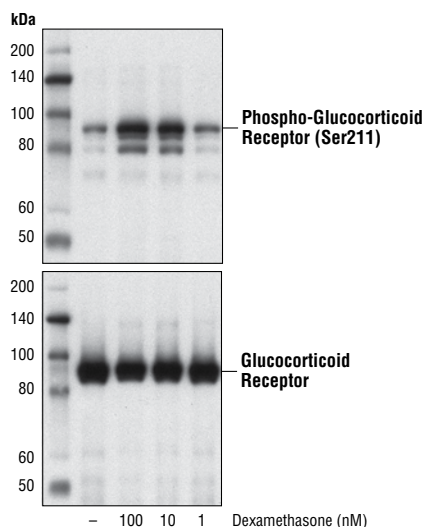 kDa
200
140
100
80
60
50
Phospho-Glucocorticoid
Receptor (Ser211)
200
140
100
80
60
50
Glucocorticoid
Receptor
– 100 10 1 Dexamethasone (nM)